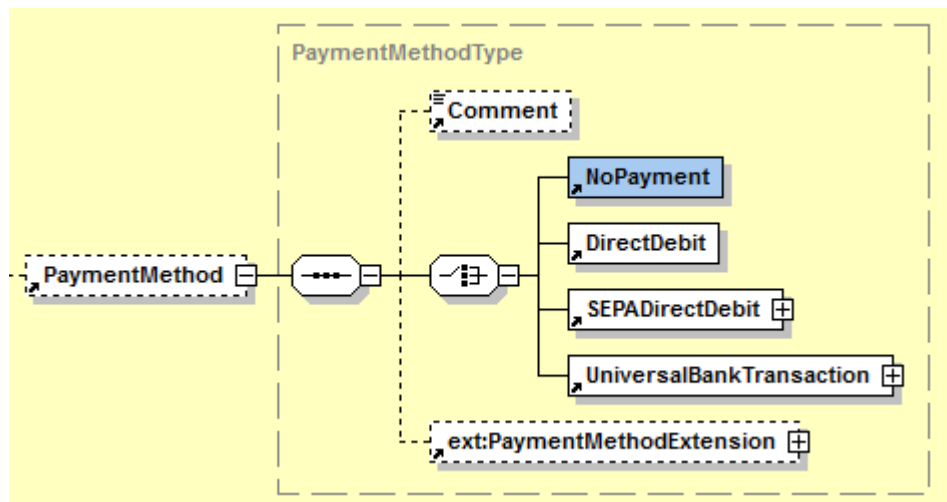 PaymentMethodType
Comment
NoPayment
DirectDebit
PaymentMethod
SEPADirectDebit
UniversalBankTransaction
ext:PaymentMethodExtension